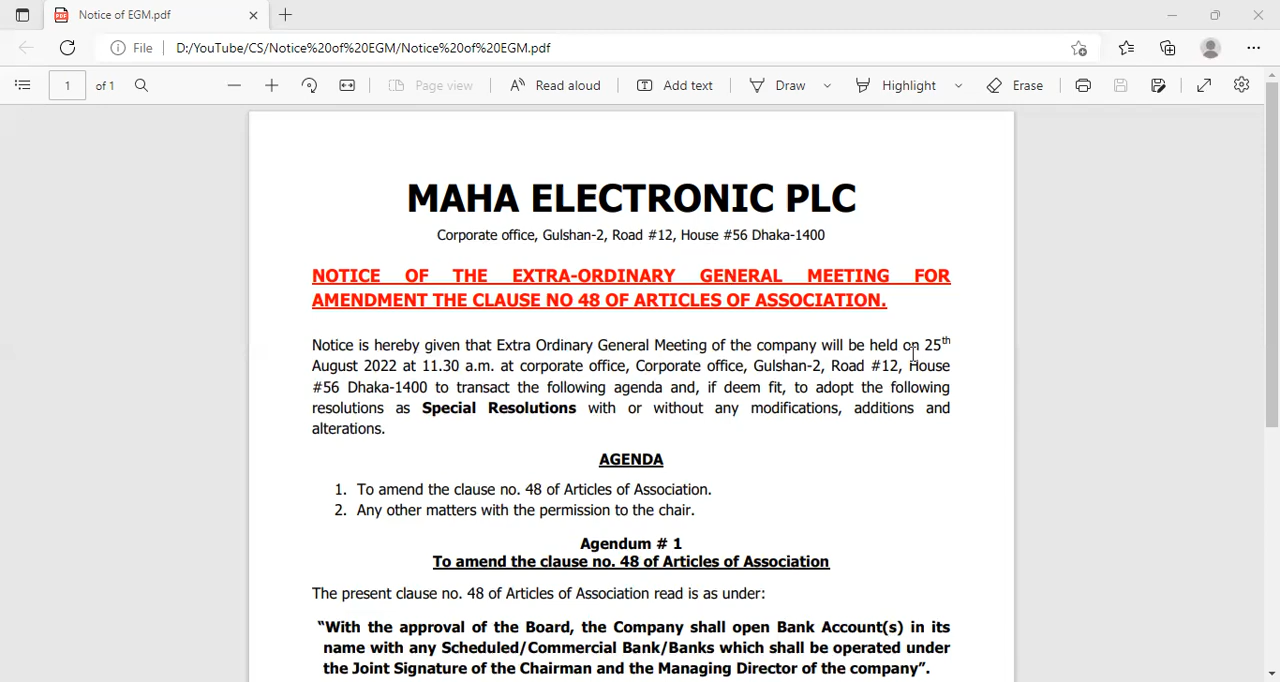 Notice of EGM.pdf
File D:/YouTube/CS/Notice%20of%20EGM/Notice%20of%20EGM.pdf
1 of 1 Page view Read aloud Add text Draw Highlight Erase
MAHA ELECTRONIC PLC
Corporate office, Gulshan-2, Road #12, House #56 Dhaka-1400
NOTICE OF THE EXTRA-ORDINARY GENERAL MEETING FOR
AMENDMENT THE CLAUSE NO 48 OF ARTICLES OF ASSOCIATION.
Notice is hereby given that Extra Ordinary General Meeting of the company will be held on 25th
August 2022 at 11.30 a.m. at corporate office, Corporate office, Gulshan-2, Road #12, House
#56 Dhaka-1400 to transact the following agenda and, if deem fit, to adopt the following
resolutions as Special Resolutions with or without any modifications, additions and
alterations.
AGENDA
1. To amend the clause no. 48 of Articles of Association.
2. Any other matters with the permission to the chair.
Agendum # 1
To amend the clause no. 48 of Articles of Association
The present clause no. 48 of Articles of Association read is as under:
"With the approval of the Board, the Company shall open Bank Account(s) in its
name with any Scheduled/Commercial Bank/Banks which shall be operated under
the Joint Signature of the Chairman and the Managing Director of the company".